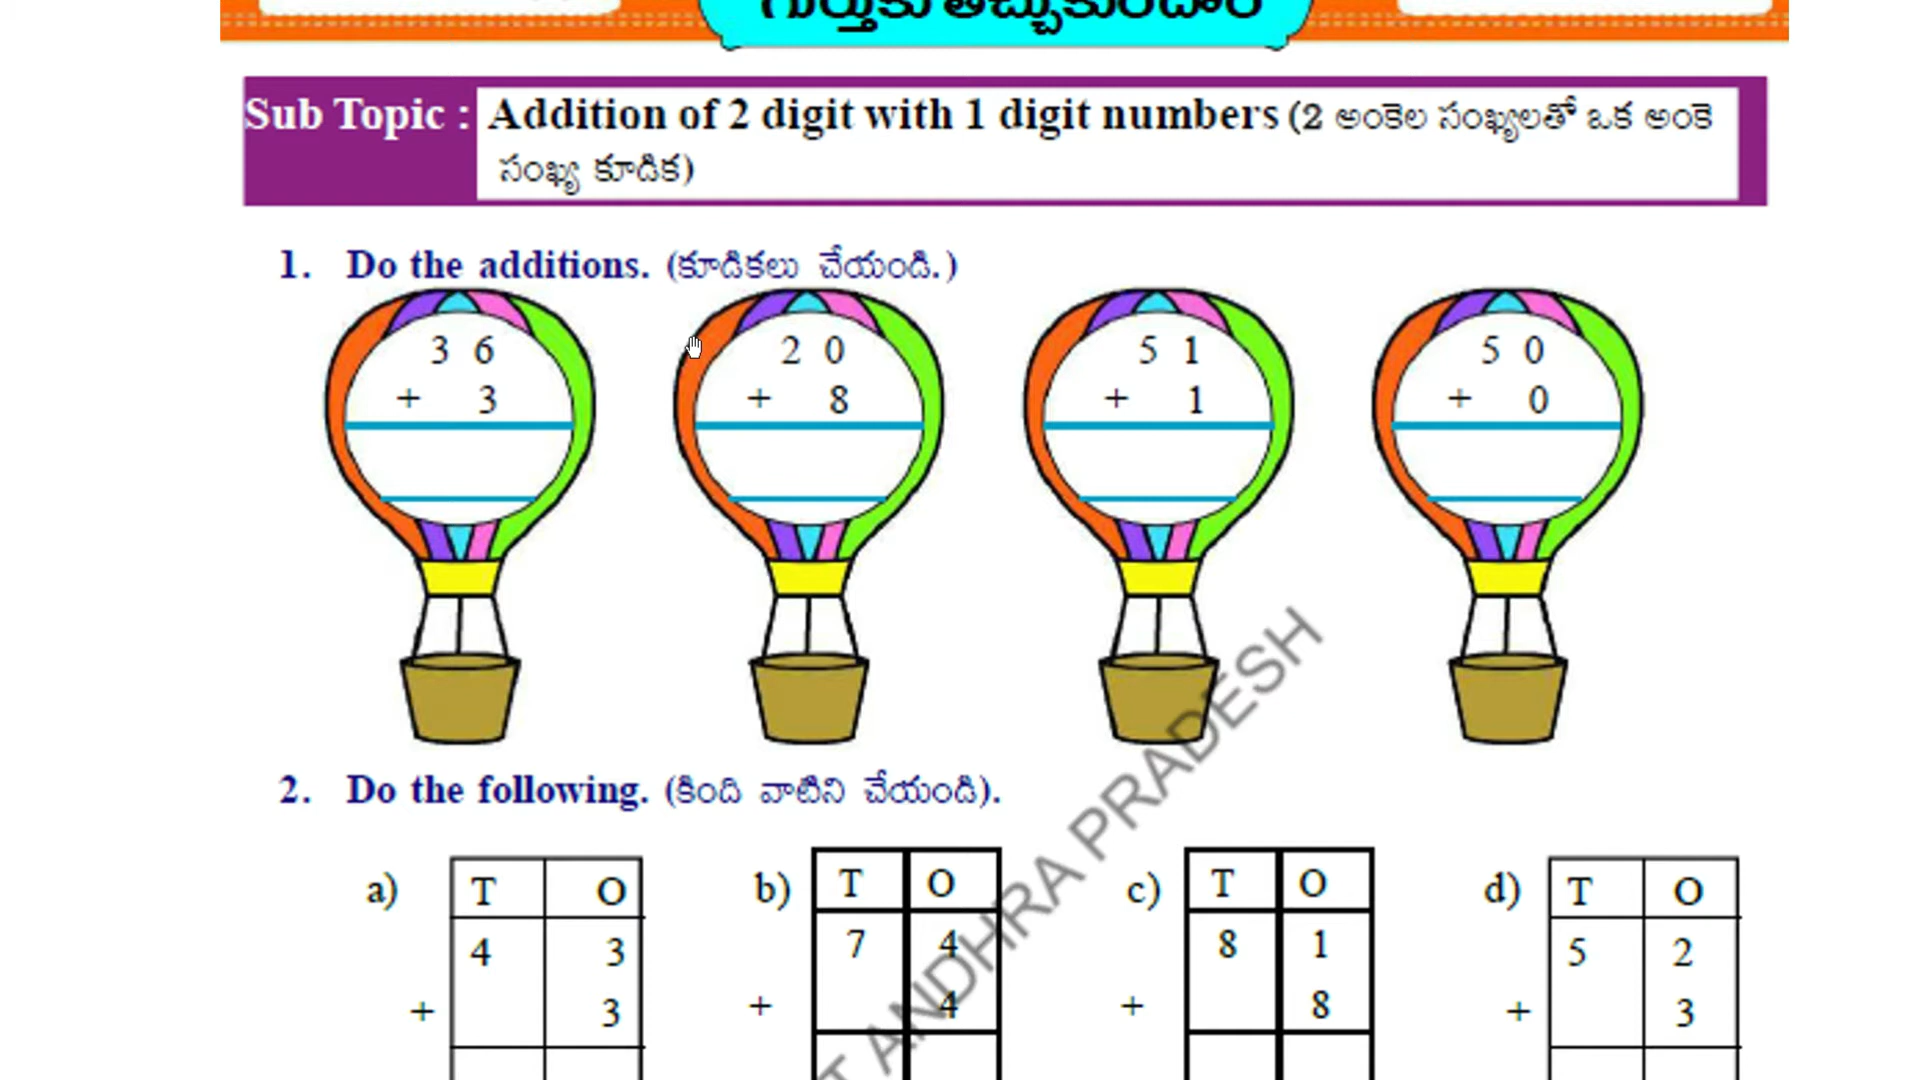 గుర్తుకు తెచ్చుకుందాం
Sub Topic : Addition of 2 digit with 1 digit numbers (2 అంకెల సంఖ్యలతో ఒక అంకె
సంఖ్య కూడిక)
1. Do the additions. (కూడికలు చేయండి.)
3 6 2 0 5 1 5 0
+ 3 + 8 + 1 + 0
2. Do the following. (కింది వాటిని చేయండి).
a) T O b) T O c) T O d) T O
4 3 7 4 8 1 5 2
+ 3 + 4 + 8 + 3
T ANDHRA PRADESH